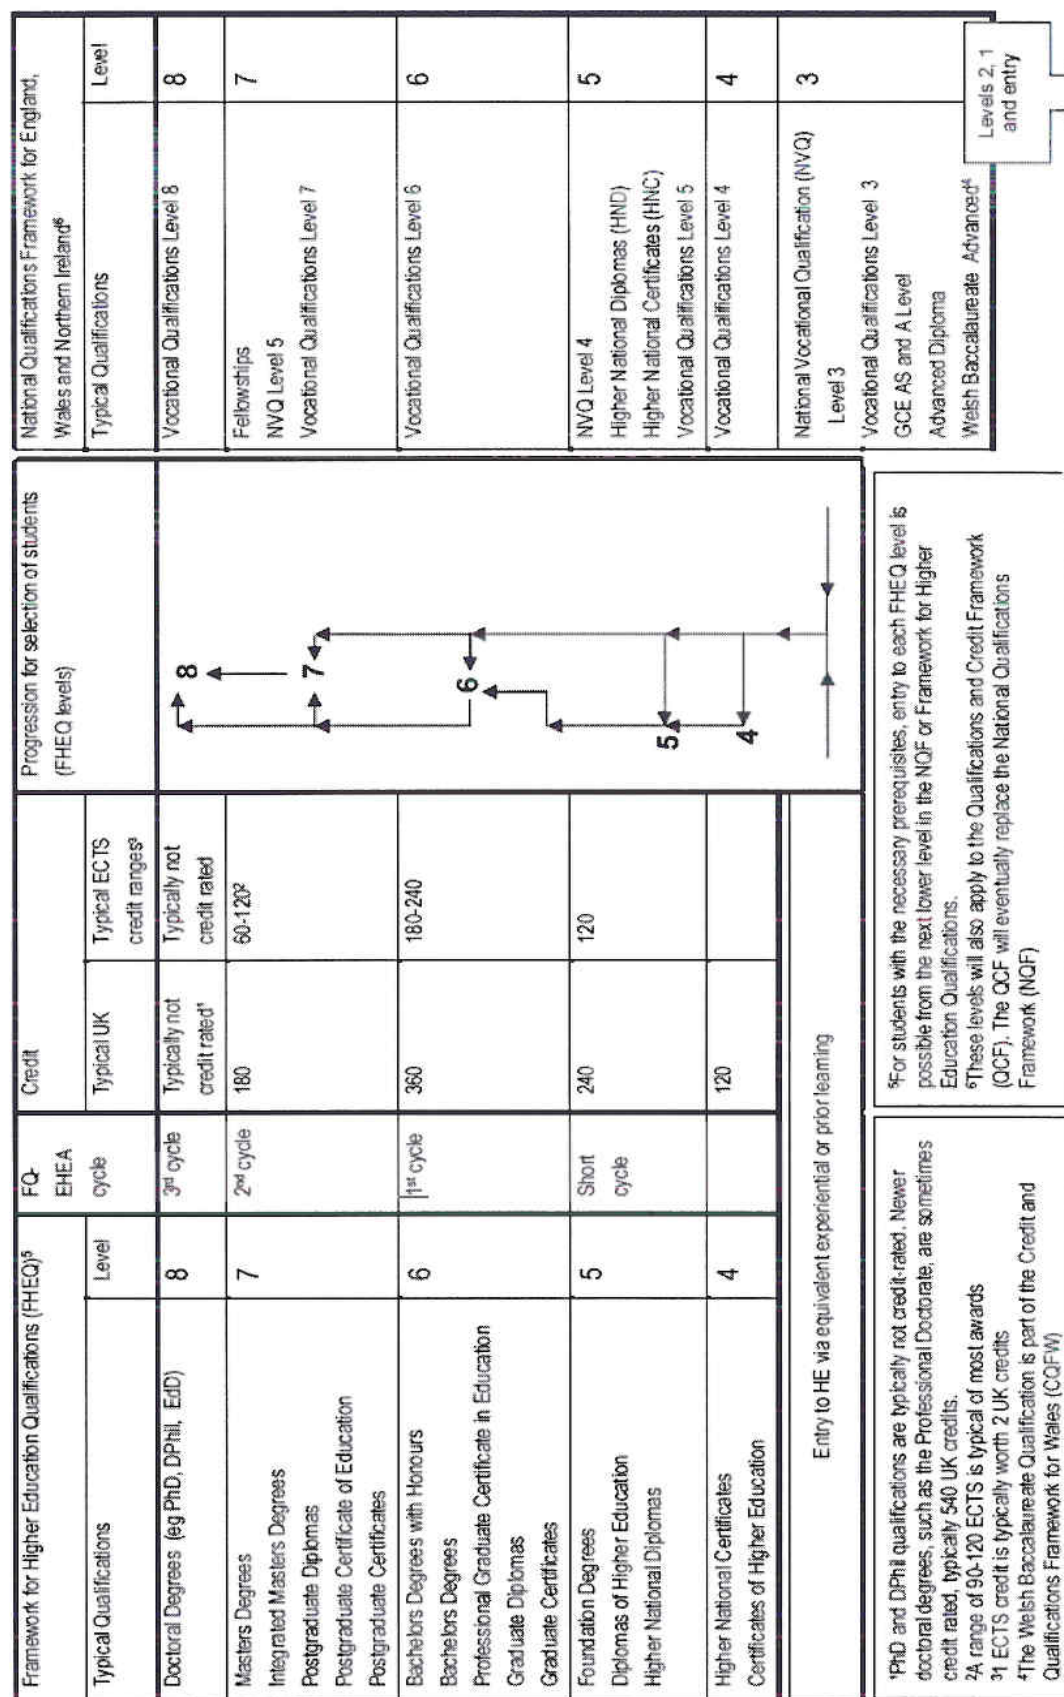 Framework for Higher Education Qualifications (FHEQ)⁵
FQ-
EHEA
cycle
Credit
Progression for selection of students
(FHEQ levels)
National Qualifications Framework for England,
Wales and Northern Ireland⁶
Typical Qualifications
Level
Typical UK
Typical ECTS
credit ranges³
Typical Qualifications
Level
Doctoral Degrees (eg PhD, DPhil, EdD)
8
3rd cycle
Typically not
credit rated¹
Typically not
credit rated
8
Vocational Qualifications Level 8
8
Masters Degrees
Integrated Masters Degrees
Postgraduate Diplomas
Postgraduate Certificate of Education
Postgraduate Certificates
7
2nd cycle
180
60-120²
7
Fellowships
NVQ Level 5
Vocational Qualifications Level 7
7
Bachelors Degrees with Honours
Bachelors Degrees
Professional Graduate Certificate in Education
Graduate Diplomas
Graduate Certificates
6
1st cycle
360
180-240
6
Vocational Qualifications Level 6
6
Foundation Degrees
Diplomas of Higher Education
Higher National Diplomas
5
Short
cycle
240
120
5
NVQ Level 4
Higher National Diplomas (HND)
Higher National Certificates (HNC)
Vocational Qualifications Level 5
5
Higher National Certificates
Certificates of Higher Education
4
120
4
Vocational Qualifications Level 4
4
Entry to HE via equivalent experiential or prior learning
National Vocational Qualification (NVQ)
Level 3
Vocational Qualifications Level 3
GCE AS and A Level
Advanced Diploma
Welsh Baccalaureate Advanced⁴
3
Levels 2, 1
and entry
¹PhD and DPhil qualifications are typically not credit-rated. Newer
doctoral degrees, such as the Professional Doctorate, are sometimes
credit rated, typically 540 UK credits.
²A range of 90-120 ECTS is typical of most awards
³1 ECTS credit is typically worth 2 UK credits
⁴The Welsh Baccalaureate Qualification is part of the Credit and
Qualifications Framework for Wales (CQFW)
⁵For students with the necessary prerequisites, entry to each FHEQ level is
possible from the next lower level in the NQF or Framework for Higher
Education Qualifications.
⁶These levels will also apply to the Qualifications and Credit Framework
(QCF). The QCF will eventually replace the National Qualifications
Framework (NQF)